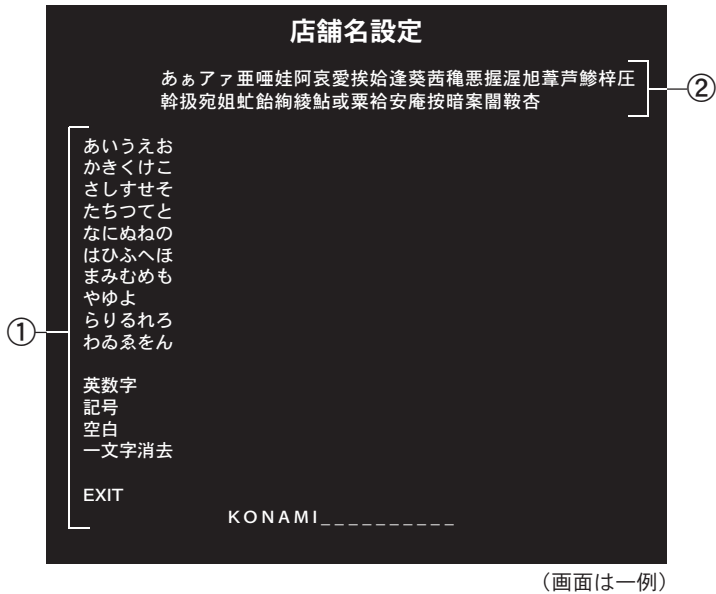 店舗名設定
あぁアァ亜唖娃阿哀愛挨姶逢葵茜穐悪握渥旭葦芦鯵梓圧
斡扱宛姐虻飴絢綾鮎或粟袷安庵按暗案闇鞍杏
②
あいうえお
かきくけこ
さしすせそ
たちつてと
なにぬねの
はひふへほ
まみむめも
やゆよ
らりるれろ
わゐゑをん
①
英数字
記号
空白
一文字消去
EXIT
KONAMI__________
（画面は一例）